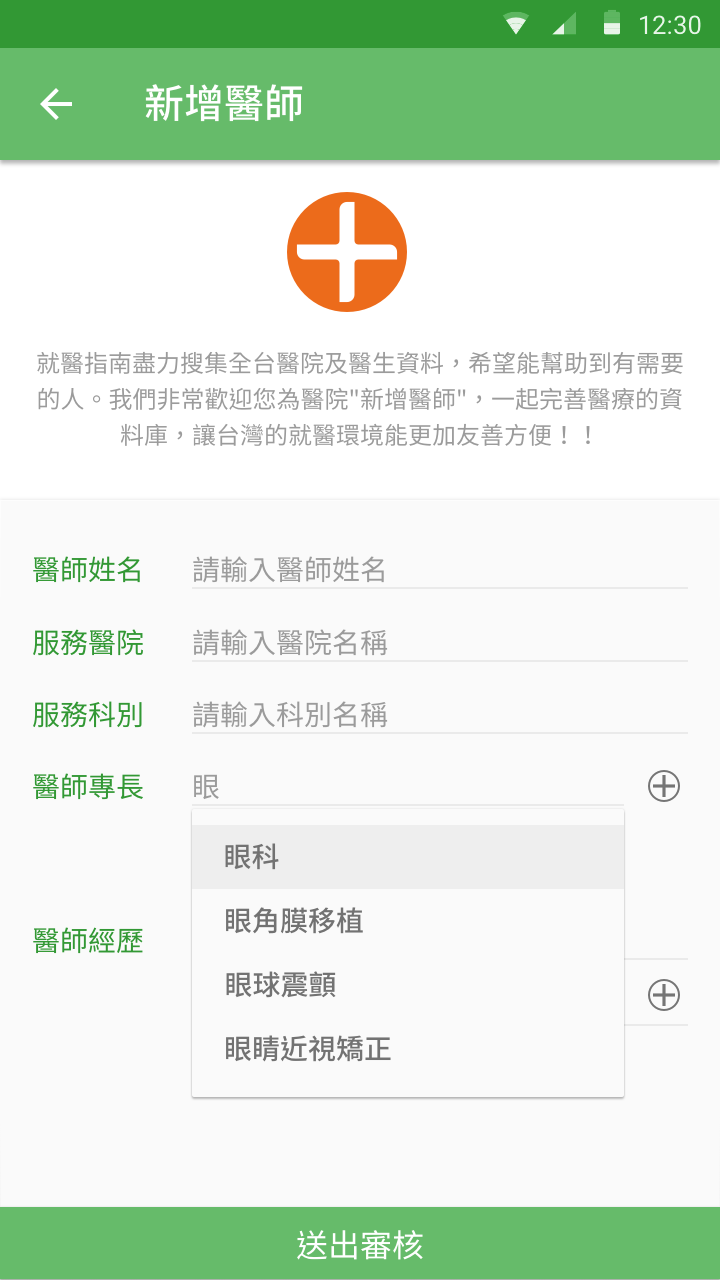 12:30
新增醫師
就醫指南盡力搜集全台醫院及醫生資料，希望能幫助到有需要
的人。我們非常歡迎您為醫院"新增醫師"，一起完善醫療的資
料庫，讓台灣的就醫環境能更加友善方便！！
醫師姓名 請輸入醫師姓名
服務醫院 請輸入醫院名稱
服務科別 請輸入科別名稱
醫師專長 眼
眼科
眼角膜移植
醫師經歷
眼球震顫
眼睛近視矯正
送出審核